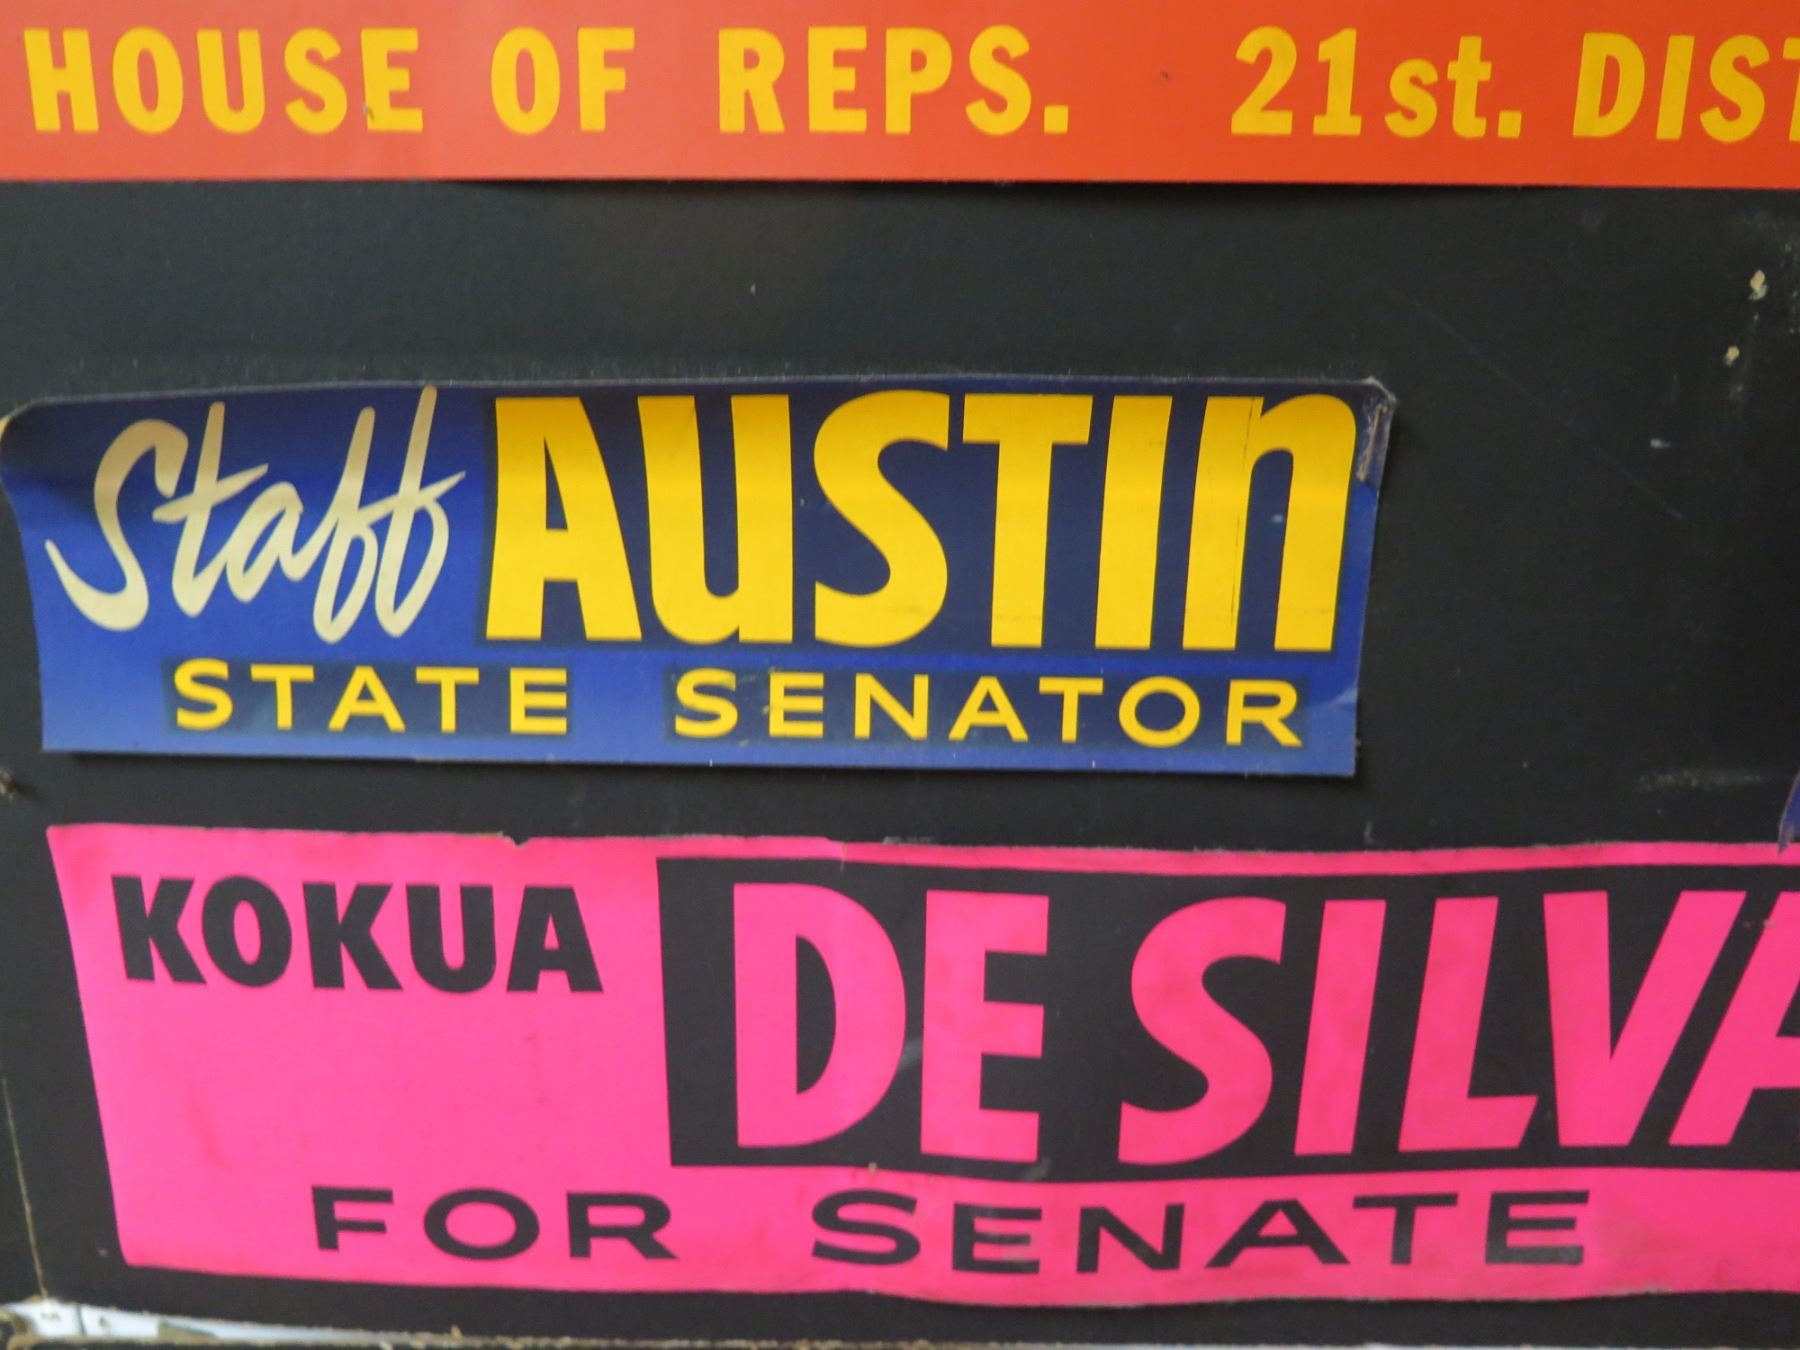 HOUSE OF REPS. 21st. DIST
Staff AUSTIN
STATE SENATOR
KOKUA DE SILVA
FOR SENATE